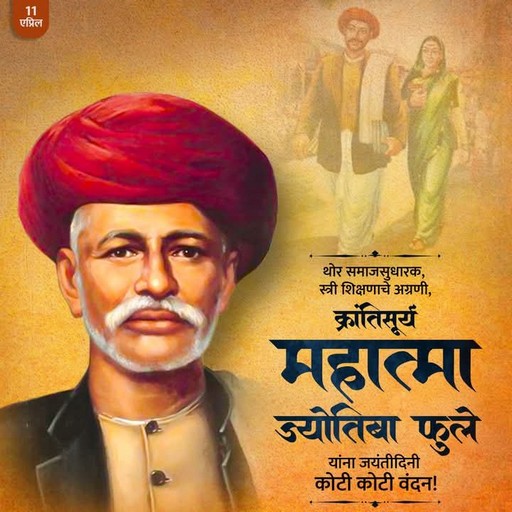 11
एप्रिल
थोर समाजसुधारक,
स्त्री शिक्षणाचे अग्रणी,
क्रांतिसूर्य
महात्मा
ज्योतिबा फुले
यांना जयंतीदिनी
कोटी कोटी वंदन!